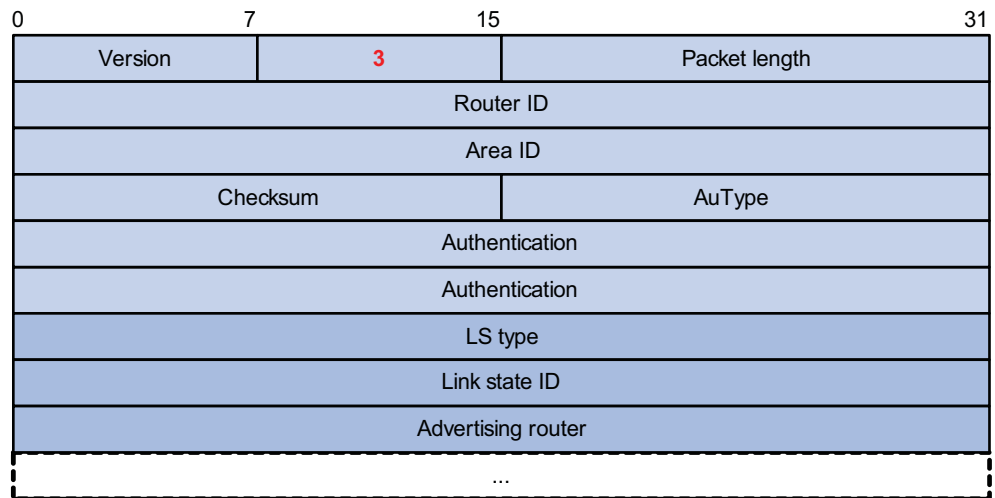 0 7 15 31
Version 3 Packet length
Router ID
Area ID
Checksum AuType
Authentication
Authentication
LS type
Link state ID
Advertising router
...